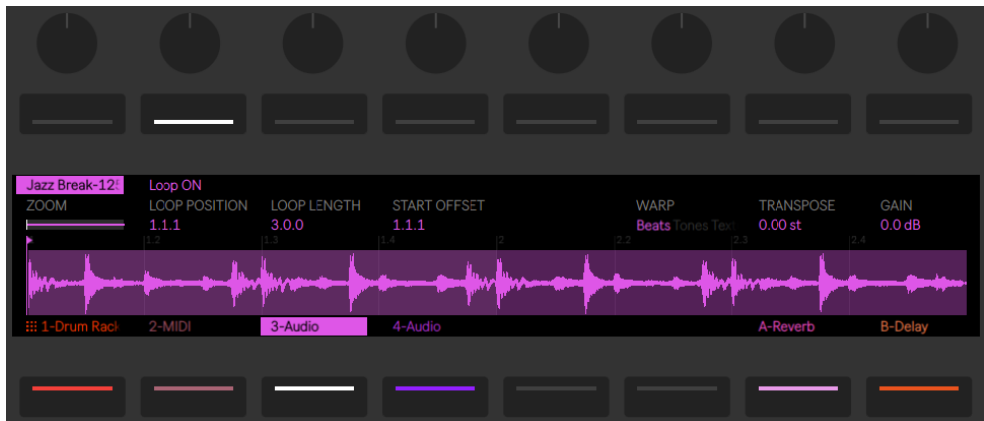 Jazz Break-125 Loop ON
ZOOM LOOP POSITION LOOP LENGTH START OFFSET WARP TRANSPOSE GAIN
1.1.1 3.0.0 1.1.1 Beats Tones Text 0.00 st 0.0 dB
1.2 1.3 1.4 2 2.2 2.3 2.4
1-Drum Rack 2-MIDI 3-Audio 4-Audio A-Reverb B-Delay